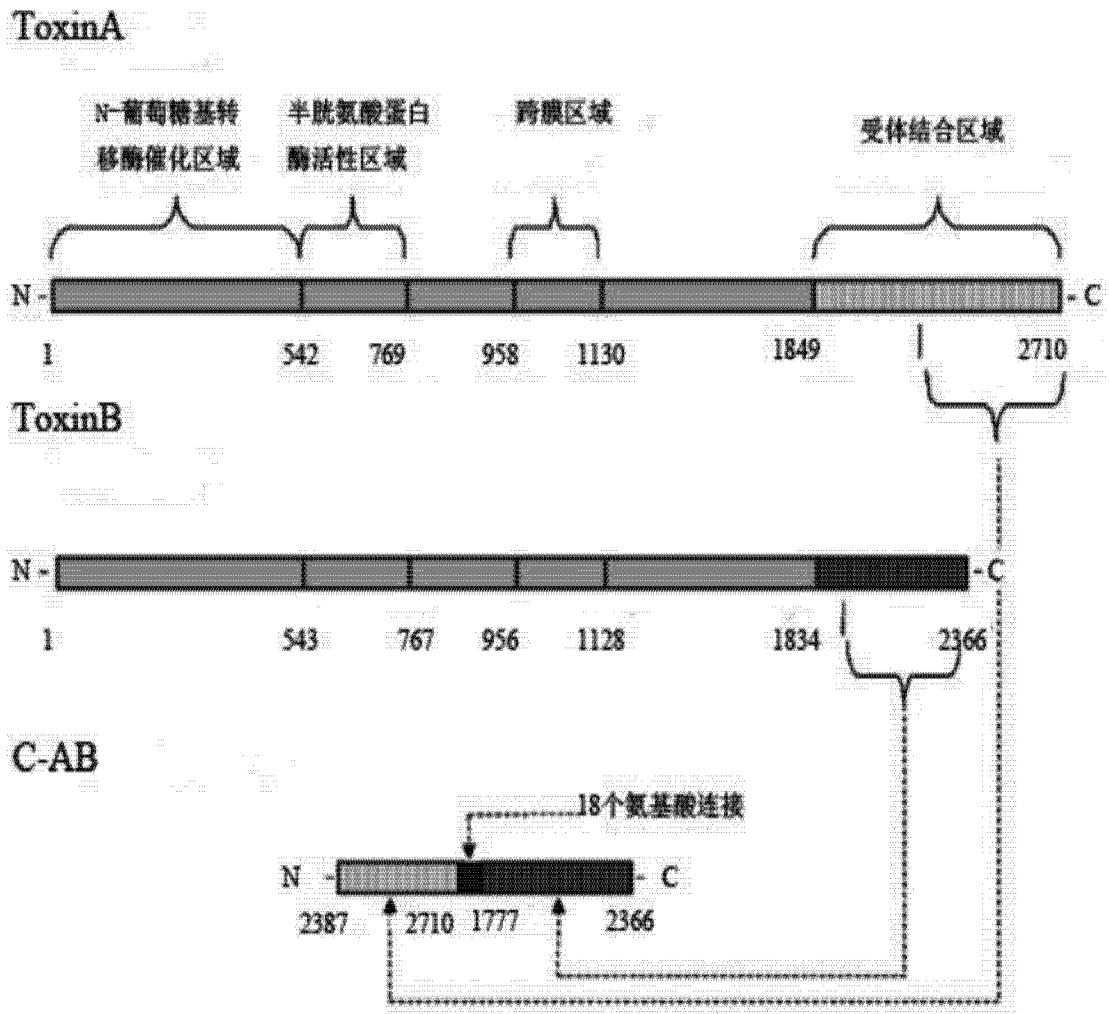 ToxinA
N-葡萄糖基转 半胱氨酸蛋白 跨膜区域 受体结合区域
移酶催化区域 酶活性区域
N - - C
1 542 769 958 1130 1849 2710
ToxinB
N - - C
1 543 767 956 1128 1834 2366
C-AB
18个氨基酸连接
N - - C
2387 2710 1777 2366